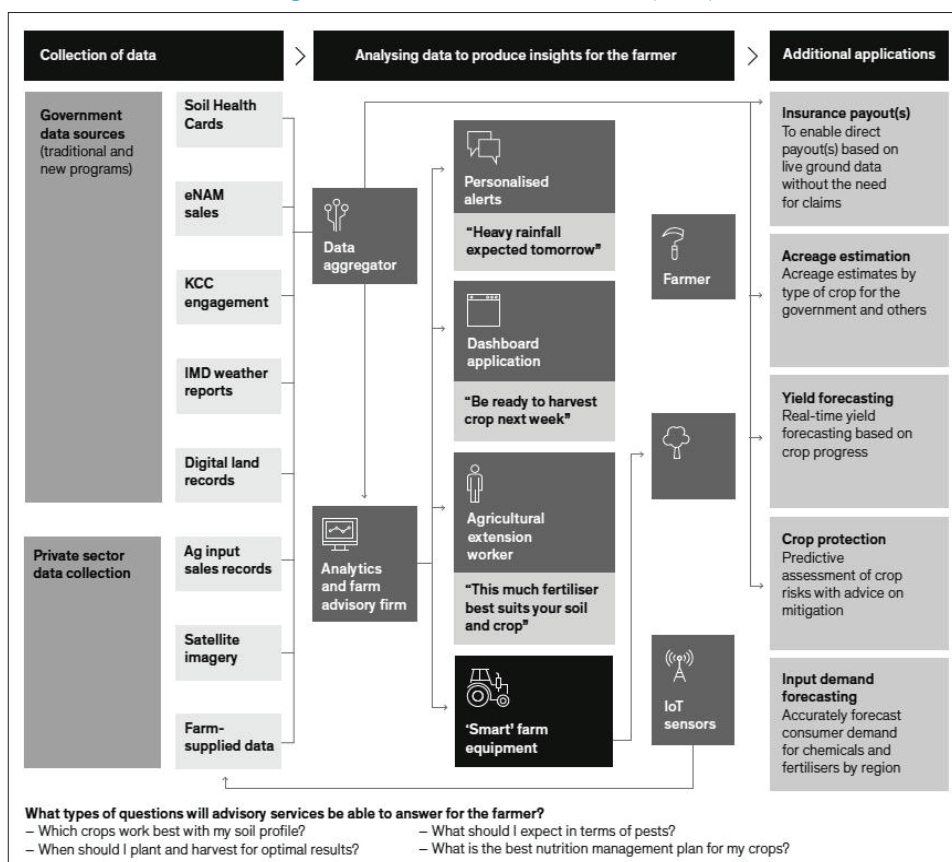 Collection of data
Analysing data to produce insights for the farmer
Additional applications
Government
data sources
(traditional and
new programs)
Private sector
data collection
Soil Health
Cards
eNAM
sales
KCC
engagement
IMD weather
reports
Digital land
records
Ag input
sales records
Satellite
imagery
Farm-
supplied data
Data
aggregator
Analytics
and farm
advisory firm
Personalised
alerts
“Heavy rainfall
expected tomorrow”
Dashboard
application
“Be ready to harvest
crop next week”
Agricultural
extension
worker
“This much fertiliser
best suits your soil
and crop”
‘Smart’ farm
equipment
Farmer
IoT
sensors
Insurance payout(s)
To enable direct
payout(s) based on
live ground data
without the need
for claims
Acreage estimation
Acreage estimates by
type of crop for the
government and others
Yield forecasting
Real-time yield
forecasting based on
crop progress
Crop protection
Predictive
assessment of crop
risks with advice on
mitigation
Input demand
forecasting
Accurately forecast
consumer demand
for chemicals and
fertilisers by region
What types of questions will advisory services be able to answer for the farmer?
– Which crops work best with my soil profile?
– When should I plant and harvest for optimal results?
– What should I expect in terms of pests?
– What is the best nutrition management plan for my crops?